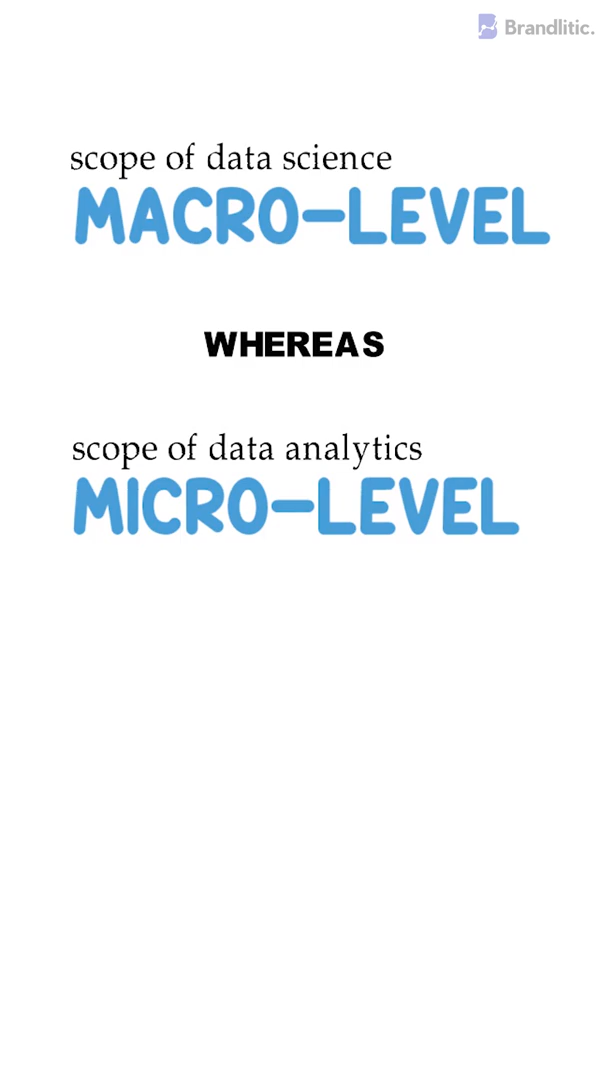 Brandlitic.
scope of data science
MACRO-LEVEL
WHEREAS
scope of data analytics
MICRO-LEVEL